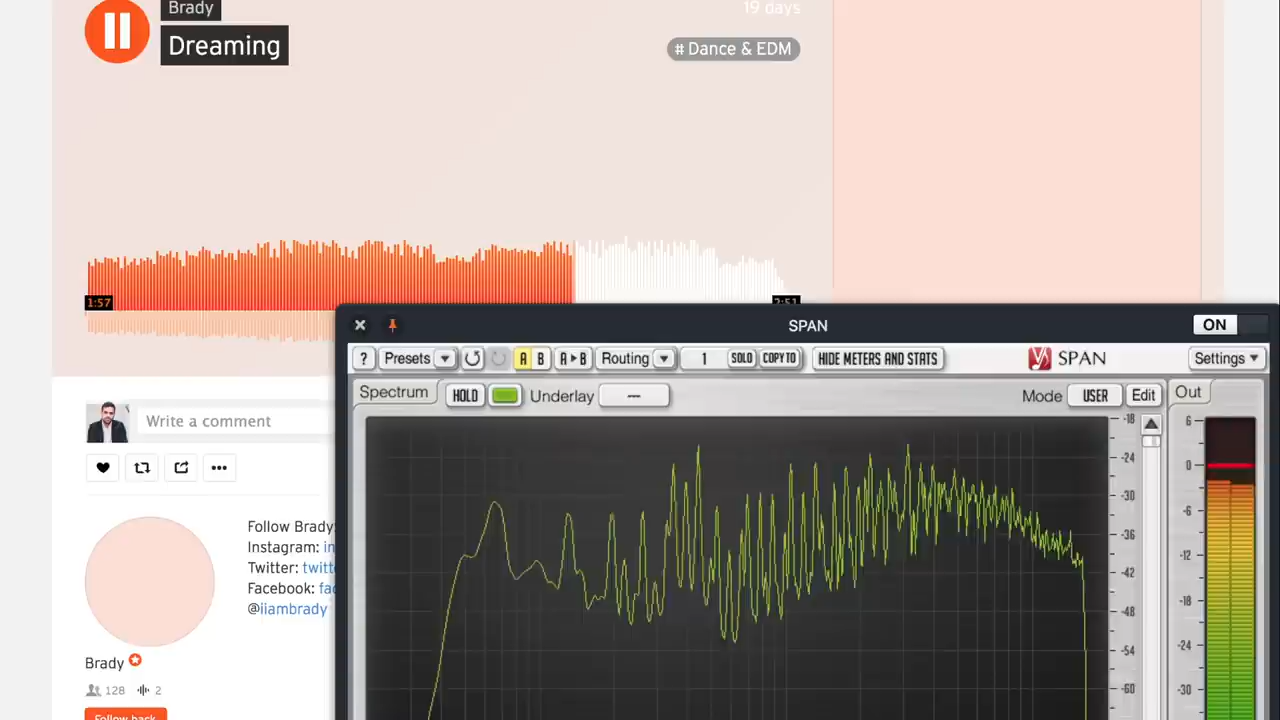 Brady
19 days
Dreaming
# Dance & EDM
1:57
2:51
SPAN
ON
? Presets A B A▸B Routing 1 SOLO COPY TO HIDE METERS AND STATS SPAN Settings
Spectrum HOLD Underlay --- Mode USER Edit Out
Write a comment
-18
-24
-30
-36
-42
-48
-54
-60
6
0
-6
-12
-18
-24
-30
Follow Brady:
Instagram: in
Twitter: twitt
Facebook: fac
@iiambrady
Brady
128 2
Follow back